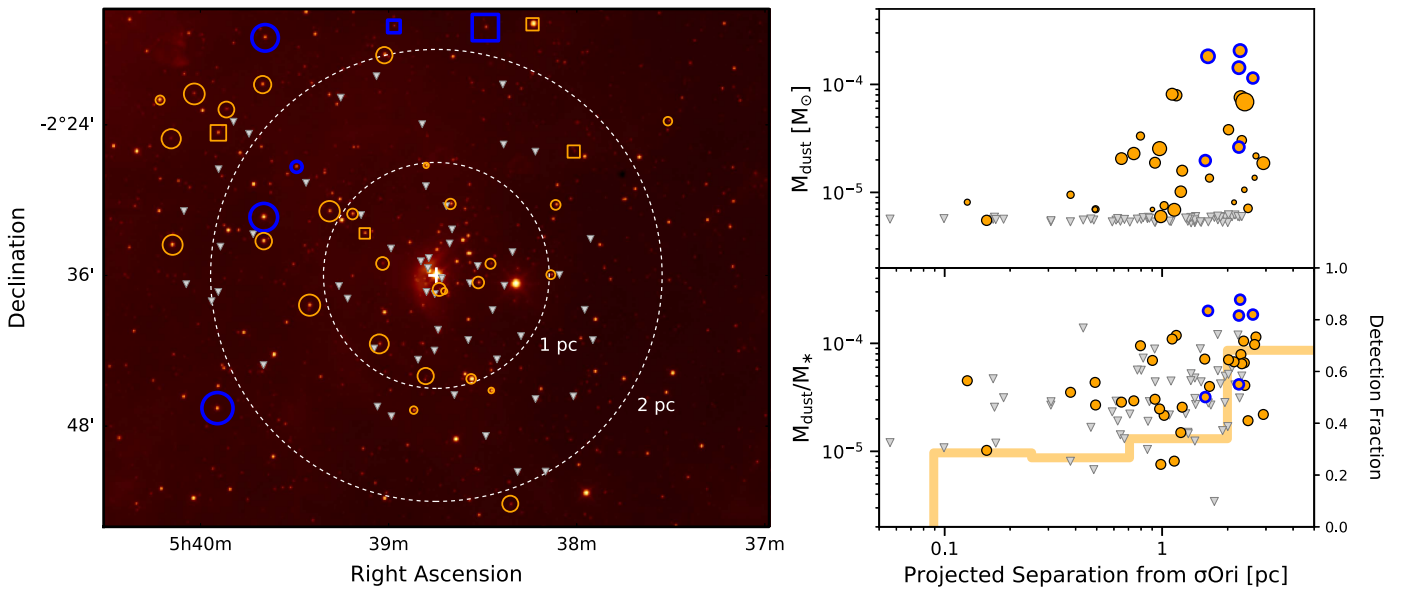 -2°24'
36'
48'
Declination
1 pc
2 pc
5h40m
39m
38m
37m
Right Ascension
10⁻⁴
10⁻⁵
M_dust [M_⊙]
10⁻⁴
10⁻⁵
M_dust/M_*
1.0
0.8
0.6
0.4
0.2
0.0
Detection Fraction
0.1
1
Projected Separation from σOri [pc]